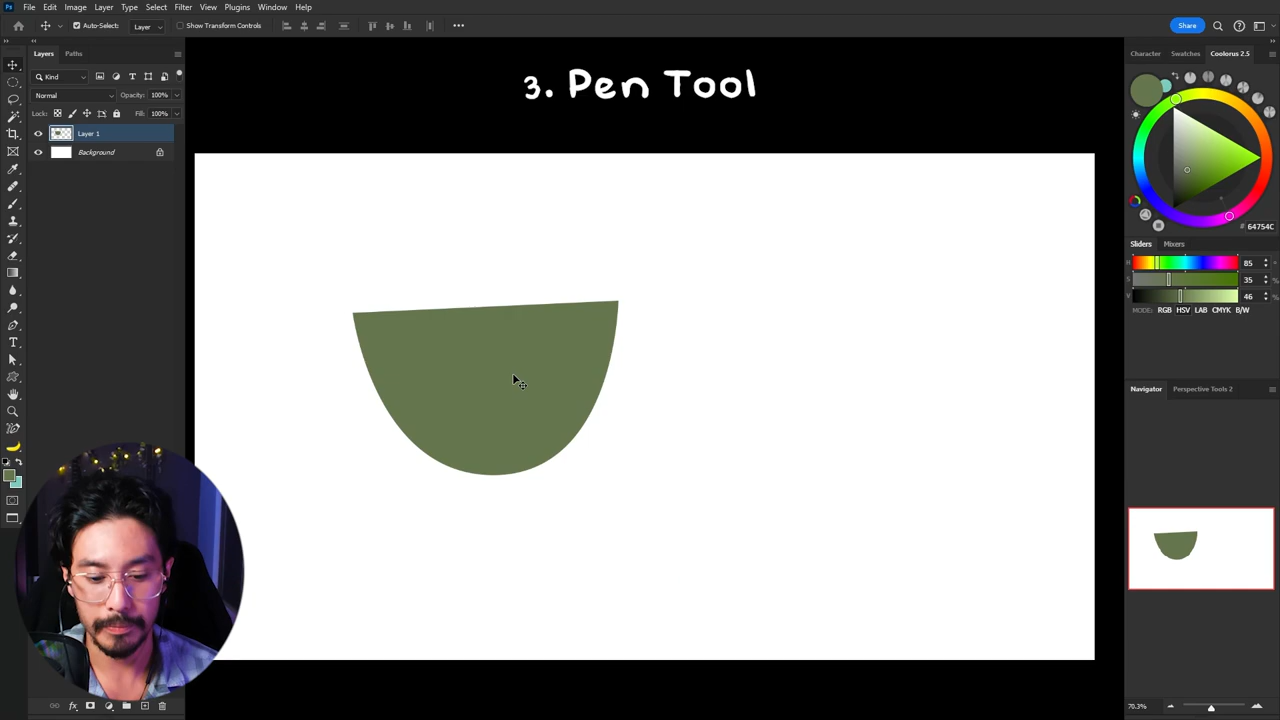 Ps File Edit Image Layer Type Select Filter View Plugins Window Help
Auto-Select: Layer Show Transform Controls Share
Layers Paths
Kind
Normal Opacity: 100%
Lock: Fill: 100%
Layer 1
Background
3. Pen Tool
Character Swatches Coolorus 2.5
# 64754C
Sliders Mixers
H 85 °
S 35 %
V 46 %
MODE: RGB HSV LAB CMYK B/W
Navigator Perspective Tools 2
70.3%